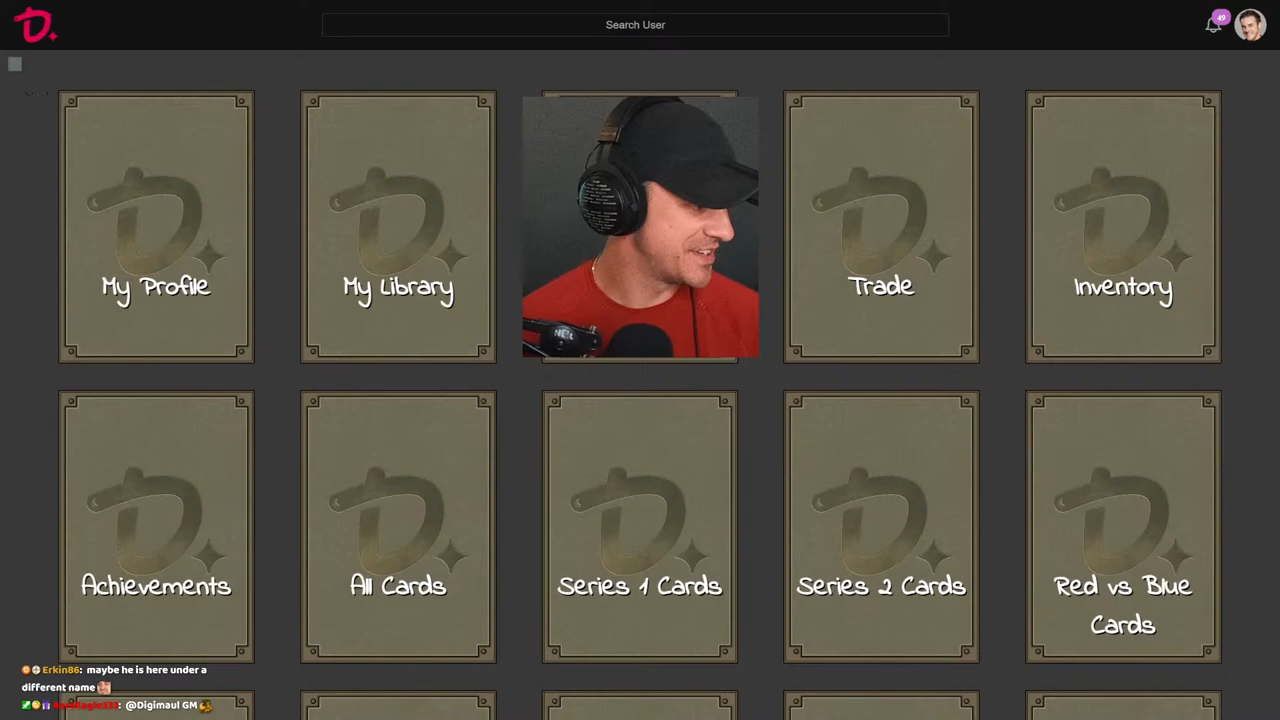 Search User
49
My Profile
My Library
Trade
Inventory
Achievements
All Cards
Series 1 Cards
Series 2 Cards
Red vs Blue
Cards
Erkin86: maybe he is here under a
different name
@Digimaul GM